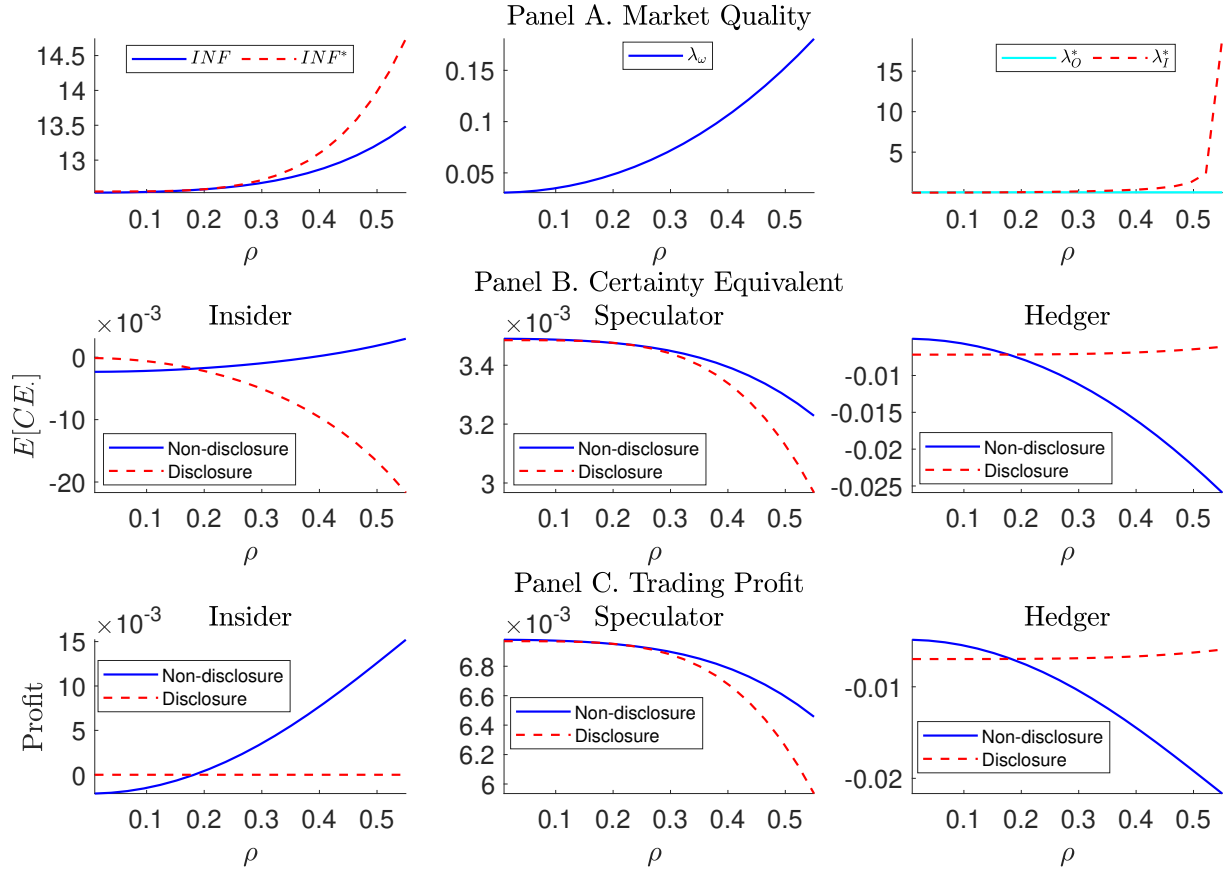 Panel A. Market Quality
INF INF*
14.5
14
13.5
13
0.1 0.2 0.3 0.4 0.5
ρ
λω
0.15
0.1
0.05
0.1 0.2 0.3 0.4 0.5
ρ
λ*O λ*I
15
10
5
0.1 0.2 0.3 0.4 0.5
ρ
Panel B. Certainty Equivalent
Insider
×10-3
E[CE.]
0
-10
-20
Non-disclosure
Disclosure
0.1 0.2 0.3 0.4 0.5
ρ
Speculator
×10-3
3.4
3.2
3
Non-disclosure
Disclosure
0.1 0.2 0.3 0.4 0.5
ρ
Hedger
-0.01
-0.015
-0.02
-0.025
Non-disclosure
Disclosure
0.1 0.2 0.3 0.4 0.5
ρ
Panel C. Trading Profit
Insider
×10-3
Profit
15
10
5
0
Non-disclosure
Disclosure
0.1 0.2 0.3 0.4 0.5
ρ
Speculator
×10-3
6.8
6.6
6.4
6.2
6
Non-disclosure
Disclosure
0.1 0.2 0.3 0.4 0.5
ρ
Hedger
-0.01
-0.02
Non-disclosure
Disclosure
0.1 0.2 0.3 0.4 0.5
ρ